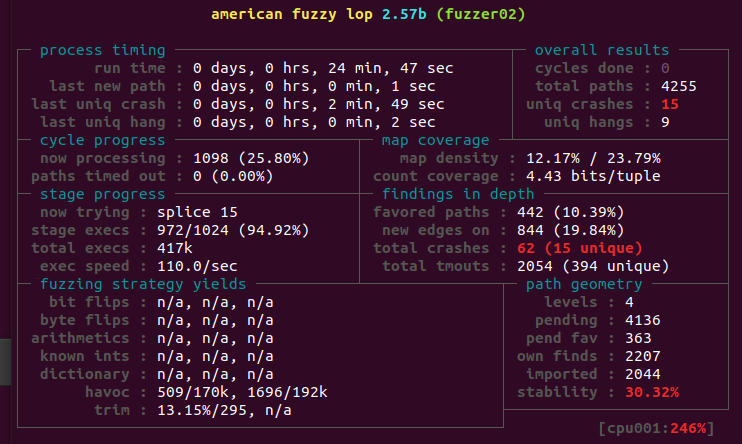 american fuzzy lop 2.57b (fuzzer02)
process timing overall results
run time : 0 days, 0 hrs, 24 min, 47 sec cycles done : 0
last new path : 0 days, 0 hrs, 0 min, 1 sec total paths : 4255
last uniq crash : 0 days, 0 hrs, 2 min, 49 sec uniq crashes : 15
last uniq hang : 0 days, 0 hrs, 0 min, 2 sec uniq hangs : 9
cycle progress map coverage
now processing : 1098 (25.80%) map density : 12.17% / 23.79%
paths timed out : 0 (0.00%) count coverage : 4.43 bits/tuple
stage progress findings in depth
now trying : splice 15 favored paths : 442 (10.39%)
stage execs : 972/1024 (94.92%) new edges on : 844 (19.84%)
total execs : 417k total crashes : 62 (15 unique)
exec speed : 110.0/sec total tmouts : 2054 (394 unique)
fuzzing strategy yields path geometry
bit flips : n/a, n/a, n/a levels : 4
byte flips : n/a, n/a, n/a pending : 4136
arithmetics : n/a, n/a, n/a pend fav : 363
known ints : n/a, n/a, n/a own finds : 2207
dictionary : n/a, n/a, n/a imported : 2044
havoc : 509/170k, 1696/192k stability : 30.32%
trim : 13.15%/295, n/a
[cpu001:246%]